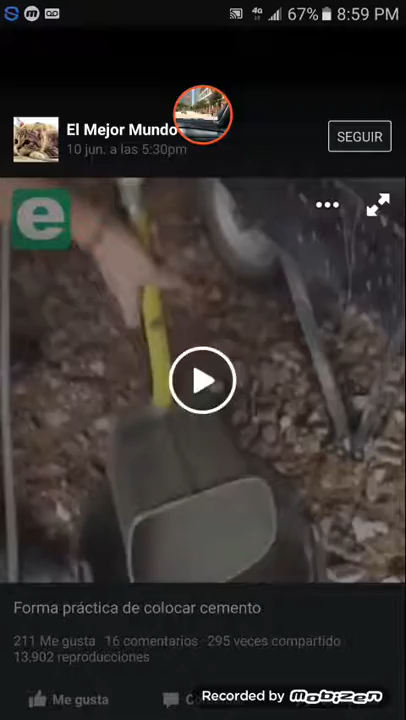 4G 67% 8:59 PM
El Mejor Mundo
10 jun. a las 5:30pm
SEGUIR
e
Forma práctica de colocar cemento
211 Me gusta 16 comentarios · 295 veces compartido
13,902 reproducciones
Me gusta
Recorded by Mobizen